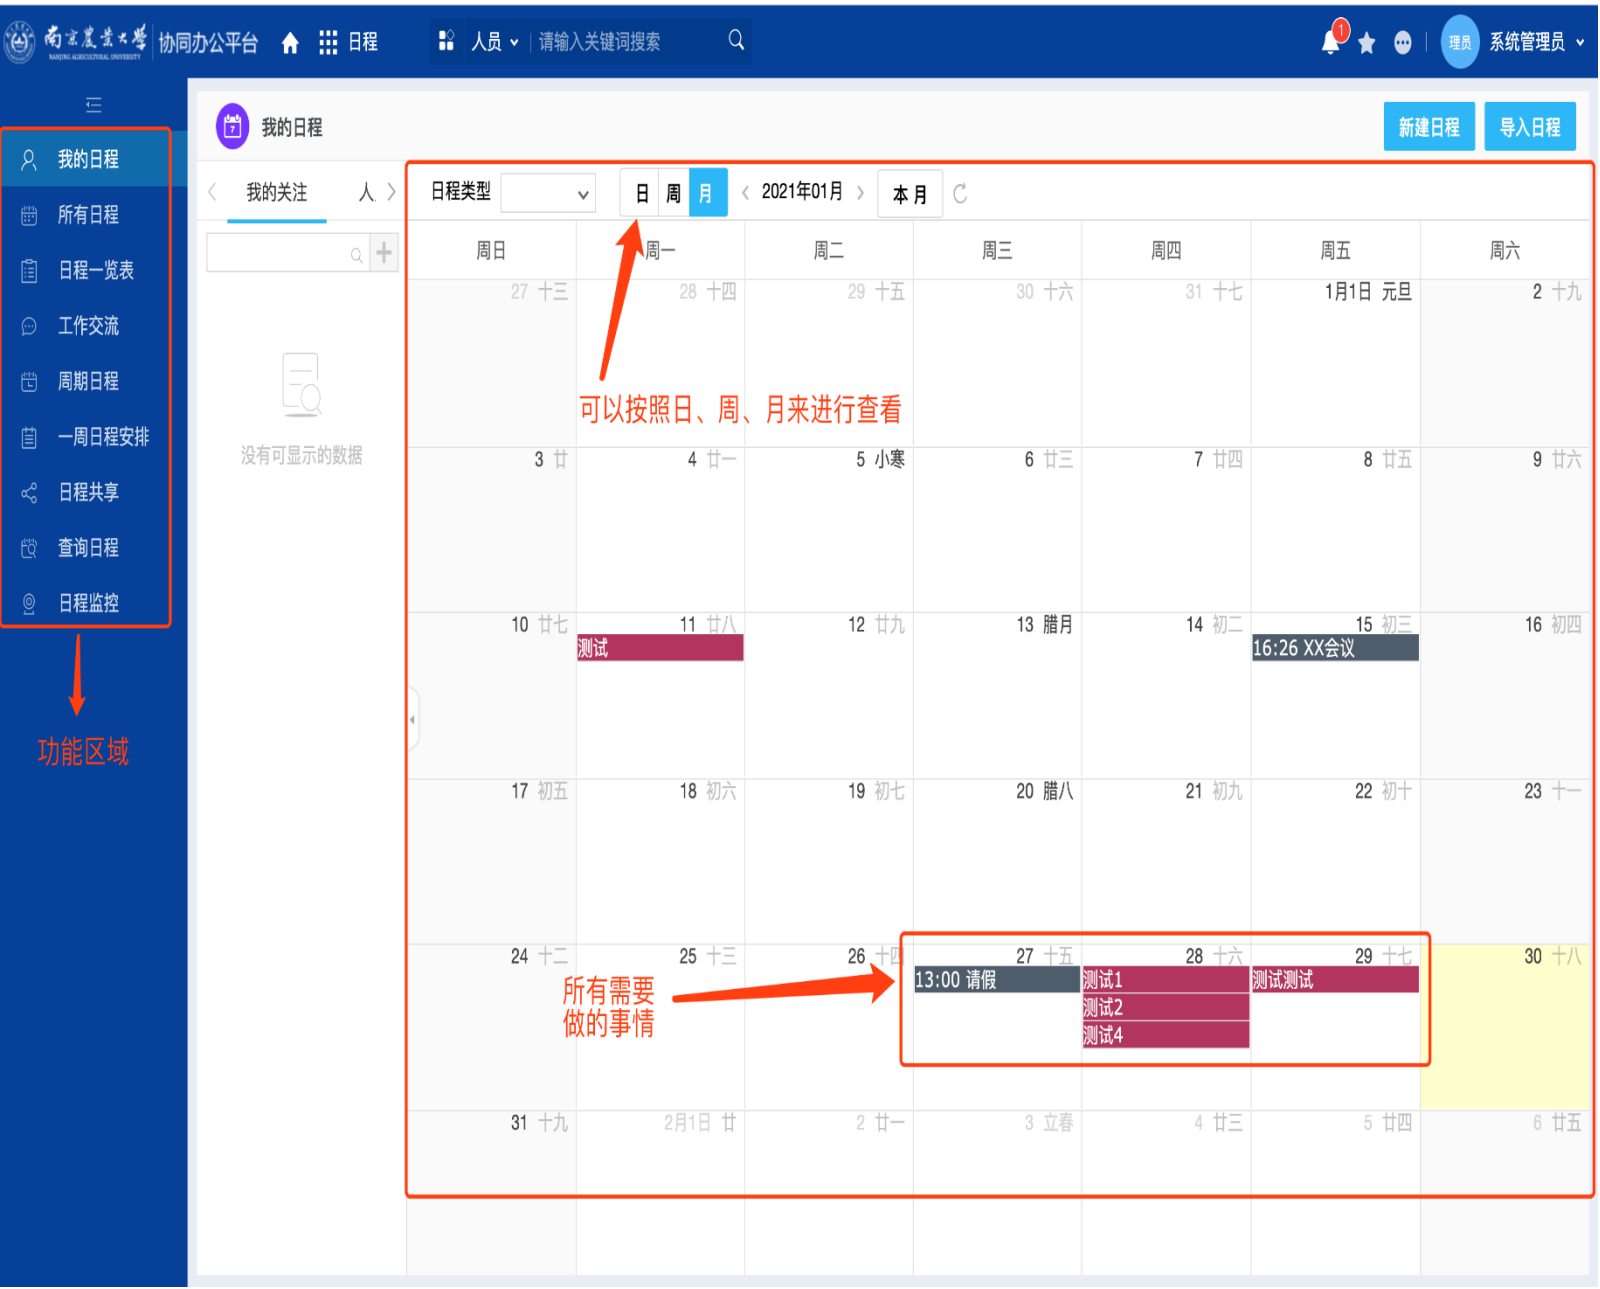 南京農業大學 协同办公平台 日程 人员 请输入关键词搜索 1 理员 系统管理员
NANJING AGRICULTURAL UNIVERSITY
我的日程
所有日程
日程一览表
工作交流
周期日程
一周日程安排
日程共享
查询日程
日程监控
功能区域
7 我的日程 新建日程 导入日程
我的关注 人
没有可显示的数据
日程类型 日 周 月 2021年01月 本月
周日 周一 周二 周三 周四 周五 周六
27 十三 28 十四 29 十五 30 十六 31 十七 1月1日 元旦 2 十九
可以按照日、周、月来进行查看
3 廿 4 廿一 5 小寒 6 廿三 7 廿四 8 廿五 9 廿六
10 廿七 11 廿八 12 廿九 13 腊月 14 初二 15 初三 16 初四
测试 16:26 XX会议
17 初五 18 初六 19 初七 20 腊八 21 初九 22 初十 23 十一
24 十二 25 十三 26 十四 27 十五 28 十六 29 十七 30 十八
13:00 请假 测试1 测试测试
测试2
测试4
所有需要
做的事情
31 十九 2月1日 廿 2 廿一 3 立春 4 廿三 5 廿四 6 廿五